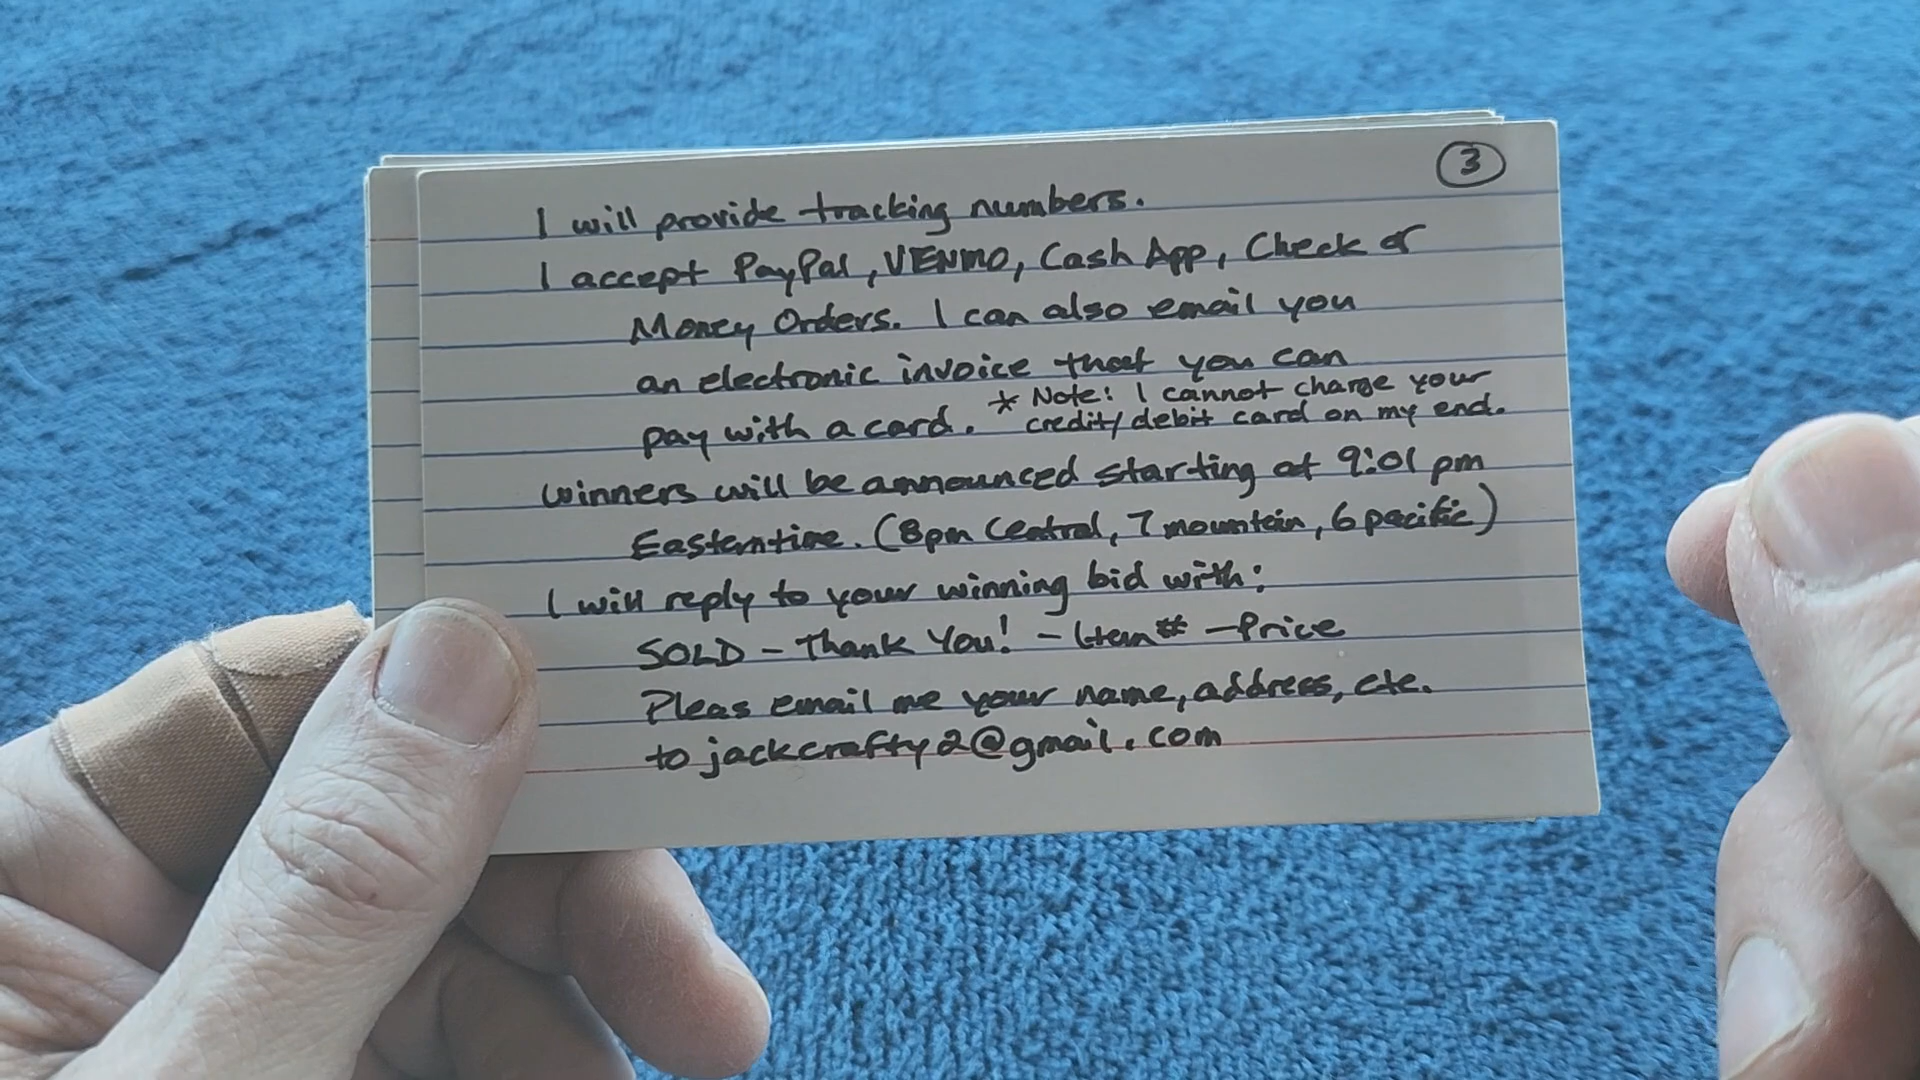 3
I will provide tracking numbers.
I accept PayPal, VENMO, Cash App, Check or
Money Orders. I can also email you
an electronic invoice that you can
pay with a card. * Note: I cannot charge your
credit/debit card on my end.
Winners will be announced starting at 9:01 pm
Eastern time. (8pm Central, 7 mountain, 6 pacific)
I will reply to your winning bid with:
SOLD - Thank You! - Item # - Price
Pleas email me your name, address, etc.
to jackcrafty2@gmail.com